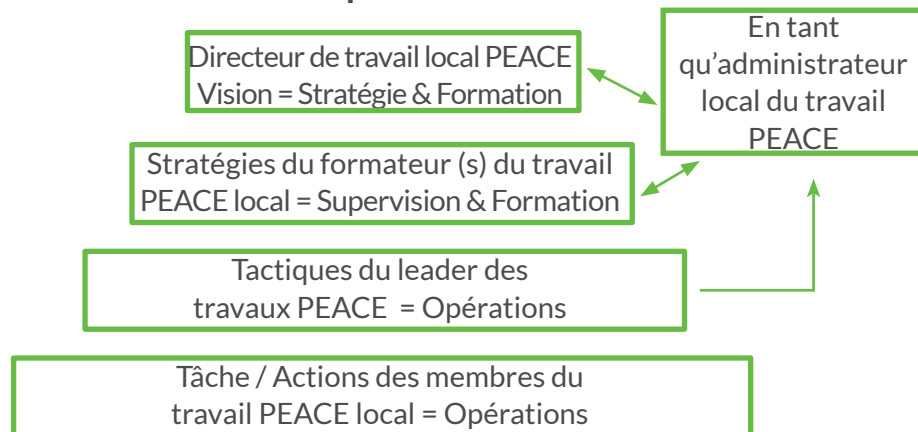 Directeur de travail local PEACE
Vision = Stratégie & Formation
En tant
qu’administrateur
local du travail
PEACE
Stratégies du formateur (s) du travail
PEACE local = Supervision & Formation
Tactiques du leader des
travaux PEACE = Opérations
Tâche / Actions des membres du
travail PEACE local = Opérations